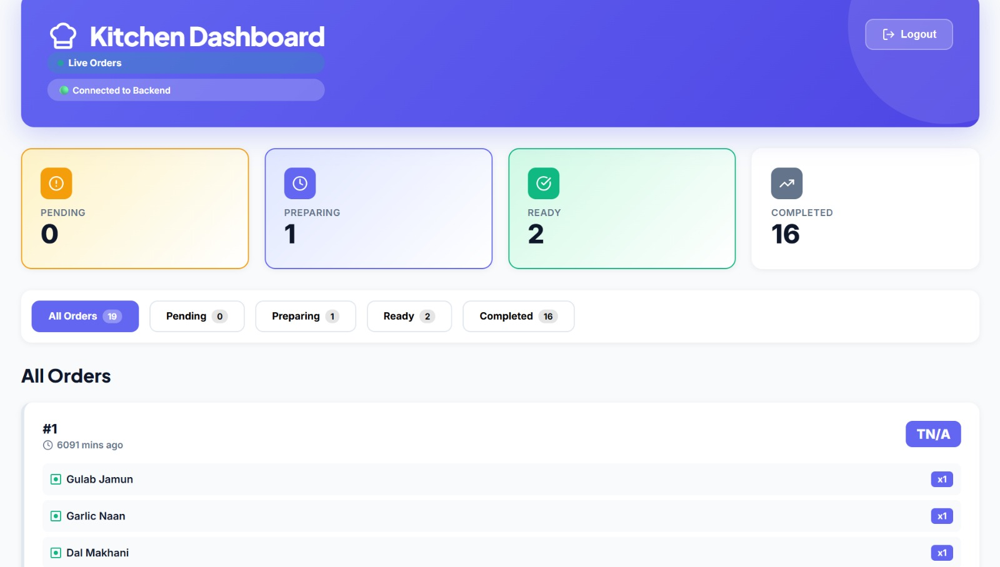 Kitchen Dashboard
Logout
Live Orders
Connected to Backend
PENDING
0
PREPARING
1
READY
2
COMPLETED
16
All Orders 19
Pending 0
Preparing 1
Ready 2
Completed 16
All Orders
#1
TN/A
6091 mins ago
Gulab Jamun x1
Garlic Naan x1
Dal Makhani x1